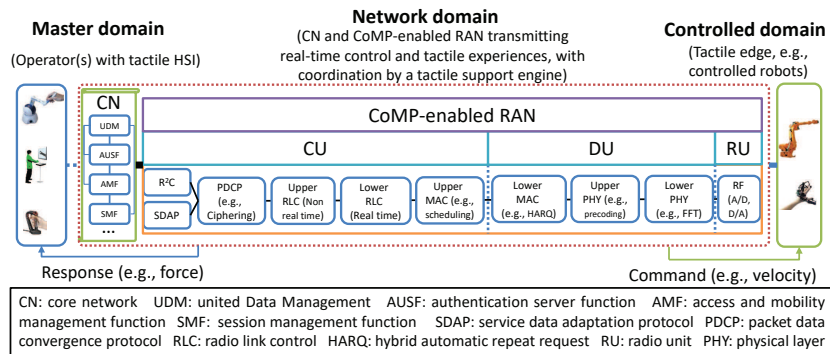 Master domain
(Operator(s) with tactile HSI)
Network domain
(CN and CoMP-enabled RAN transmitting
real-time control and tactile experiences, with
coordination by a tactile support engine)
Controlled domain
(Tactile edge, e.g.,
controlled robots)
CN
UDM
AUSF
AMF
SMF
...
CoMP-enabled RAN
CU
DU
RU
R²C
SDAP
PDCP
(e.g.,
Ciphering)
Upper
RLC (Non
real time)
Lower
RLC
(Real time)
Upper
MAC (e.g.,
scheduling)
Lower
MAC
(e.g., HARQ)
Upper
PHY (e.g.,
precoding)
Lower
PHY
(e.g., FFT)
RF
(A/D,
D/A)
Response (e.g., force)
Command (e.g., velocity)
CN: core network UDM: united Data Management AUSF: authentication server function AMF: access and mobility
management function SMF: session management function SDAP: service data adaptation protocol PDCP: packet data
convergence protocol RLC: radio link control HARQ: hybrid automatic repeat request RU: radio unit PHY: physical layer